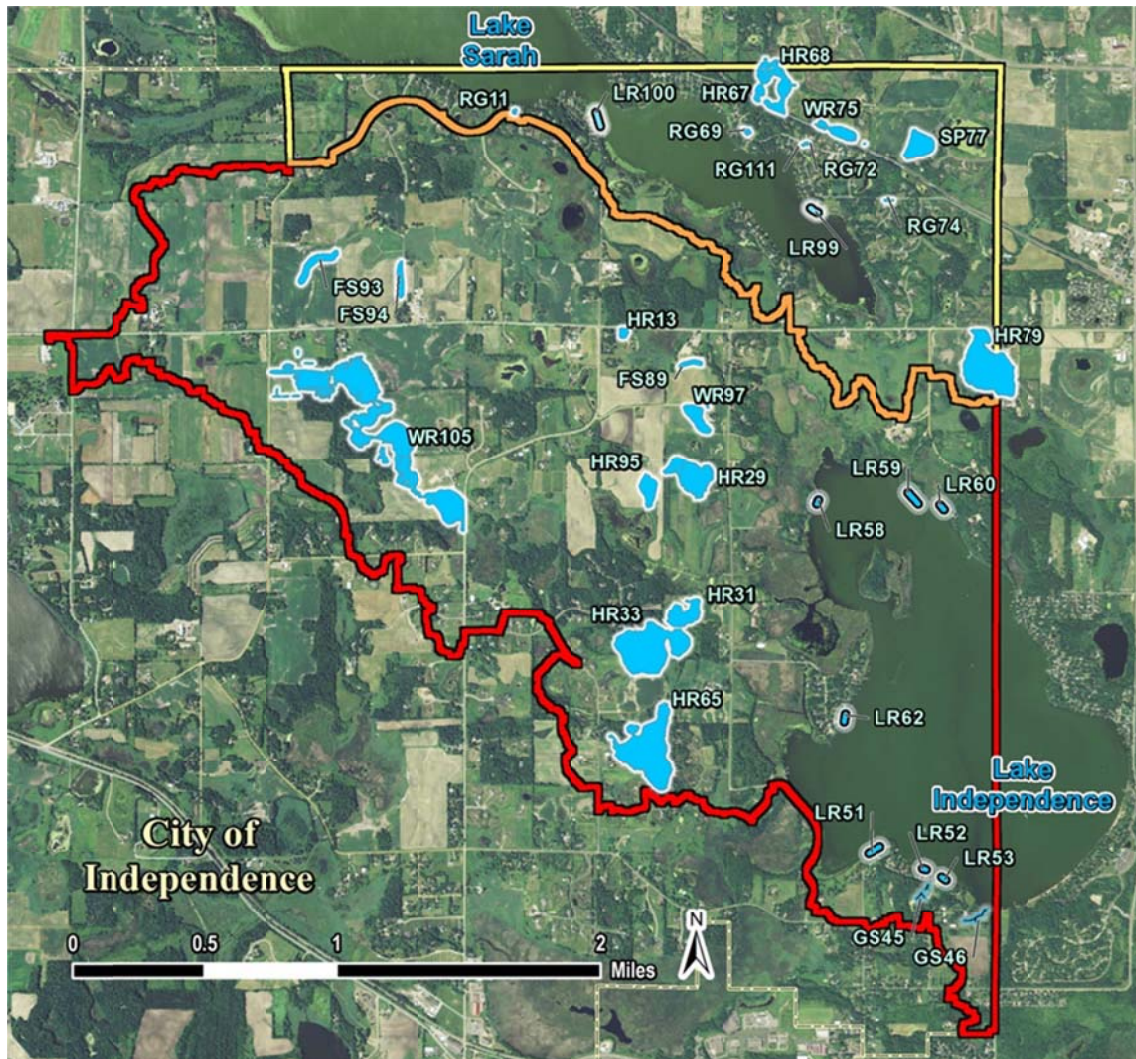 Lake
Sarah
HR68
HR67
RG11
LR100
WR75
RG69
SP77
RG111
RG72
RG74
LR99
FS93
FS94
HR13
HR79
FS89
WR97
WR105
HR95
HR29
LR59
LR60
LR58
HR31
HR33
HR65
LR62
Lake
Independence
LR51
LR52
LR53
City of
Independence
GS45
GS46
N
0 0.5 1 2
Miles